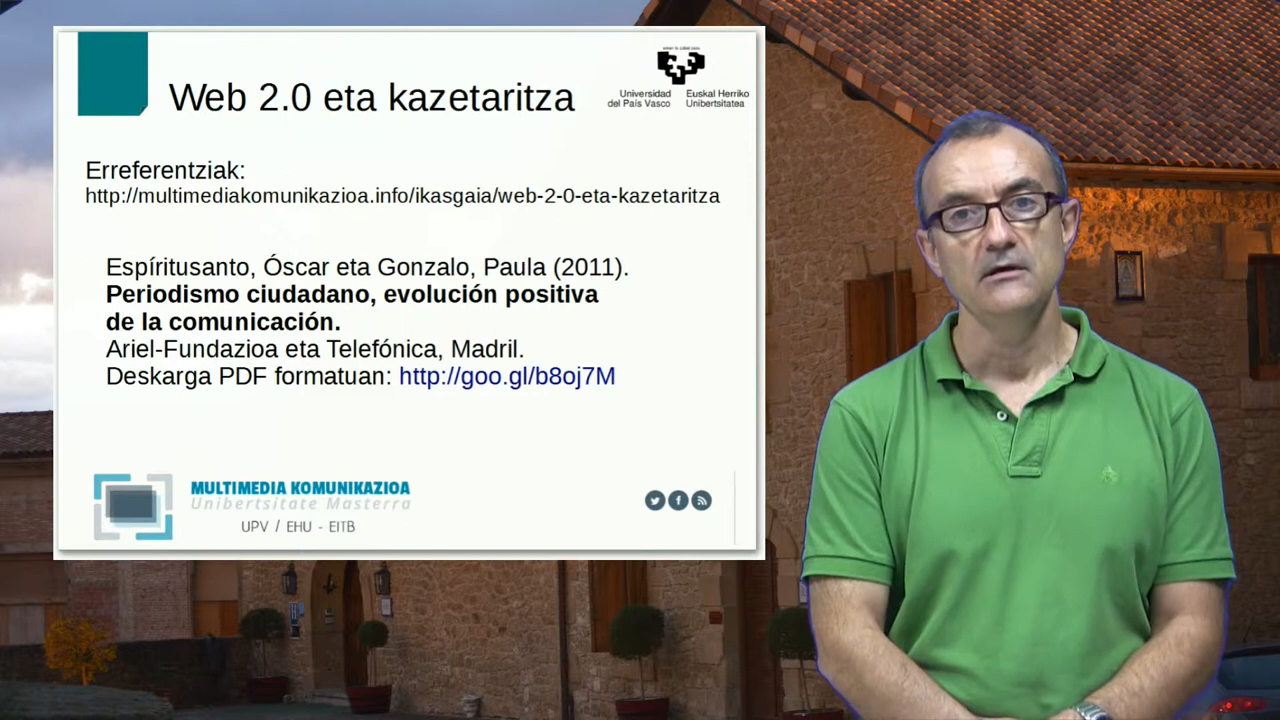 Web 2.0 eta kazetaritza
Universidad del País Vasco
Euskal Herriko Unibertsitatea
Erreferentziak:
http://multimediakomunikazioa.info/ikasgaia/web-2-0-eta-kazetaritza
Espíritusanto, Óscar eta Gonzalo, Paula (2011).
Periodismo ciudadano, evolución positiva
de la comunicación.
Ariel-Fundazioa eta Telefónica, Madril.
Deskarga PDF formatuan: http://goo.gl/b8oj7M
MULTIMEDIA KOMUNIKAZIOA
Unibertsitate Masterra
UPV / EHU - EITB